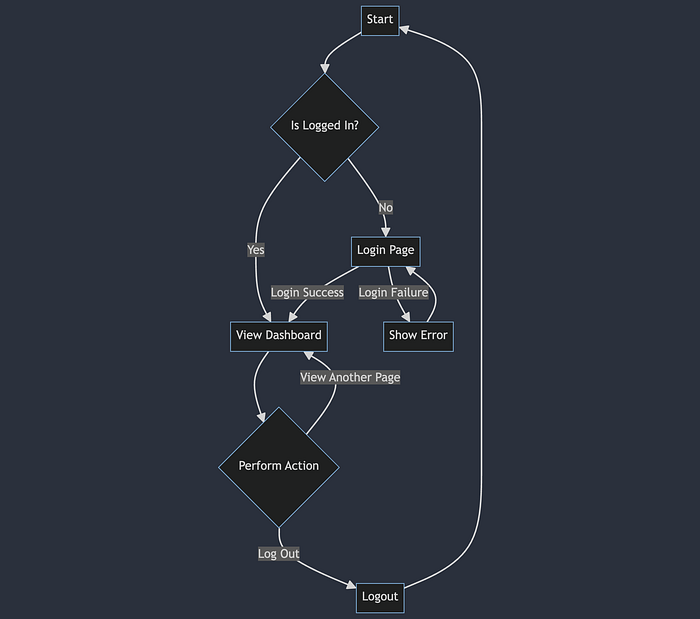 Start
Is Logged In?
No
Yes
Login Page
Login Success
Login Failure
View Dashboard
Show Error
View Another Page
Perform Action
Log Out
Logout